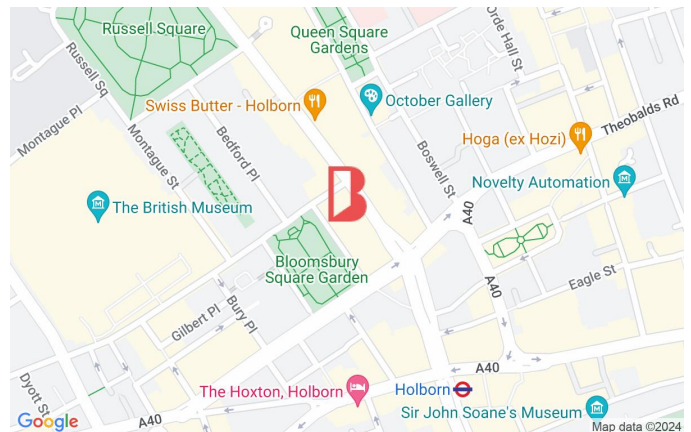 Russell Square
Queen Square
Gardens
Orde Hall St
Russell Sq
Montague Pl
Swiss Butter - Holborn
October Gallery
Theobalds Rd
Hoga (ex Hozi)
Bedford Pl
Montague St
Boswell St
Novelty Automation
The British Museum
A40
B
Bloomsbury
Square Garden
A40
Eagle St
Gilbert Pl
Bury Pl
A40
Dyott St
The Hoxton, Holborn
Holborn
Sir John Soane's Museum
A40
Google
Map data ©2024